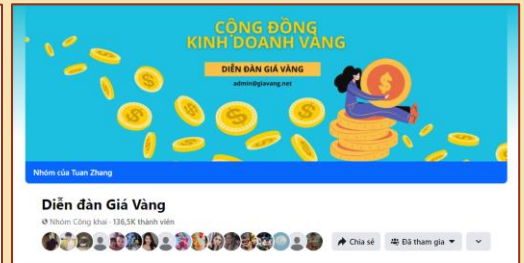 CỘNG ĐỒNG
KINH DOANH VÀNG
DIỄN ĐÀN GIÁ VÀNG
admin@giavang.net
Nhóm của Tuan Zhang
Diễn đàn Giá Vàng
Nhóm Công khai · 136,5K thành viên
Chia sẻ
Đã tham gia